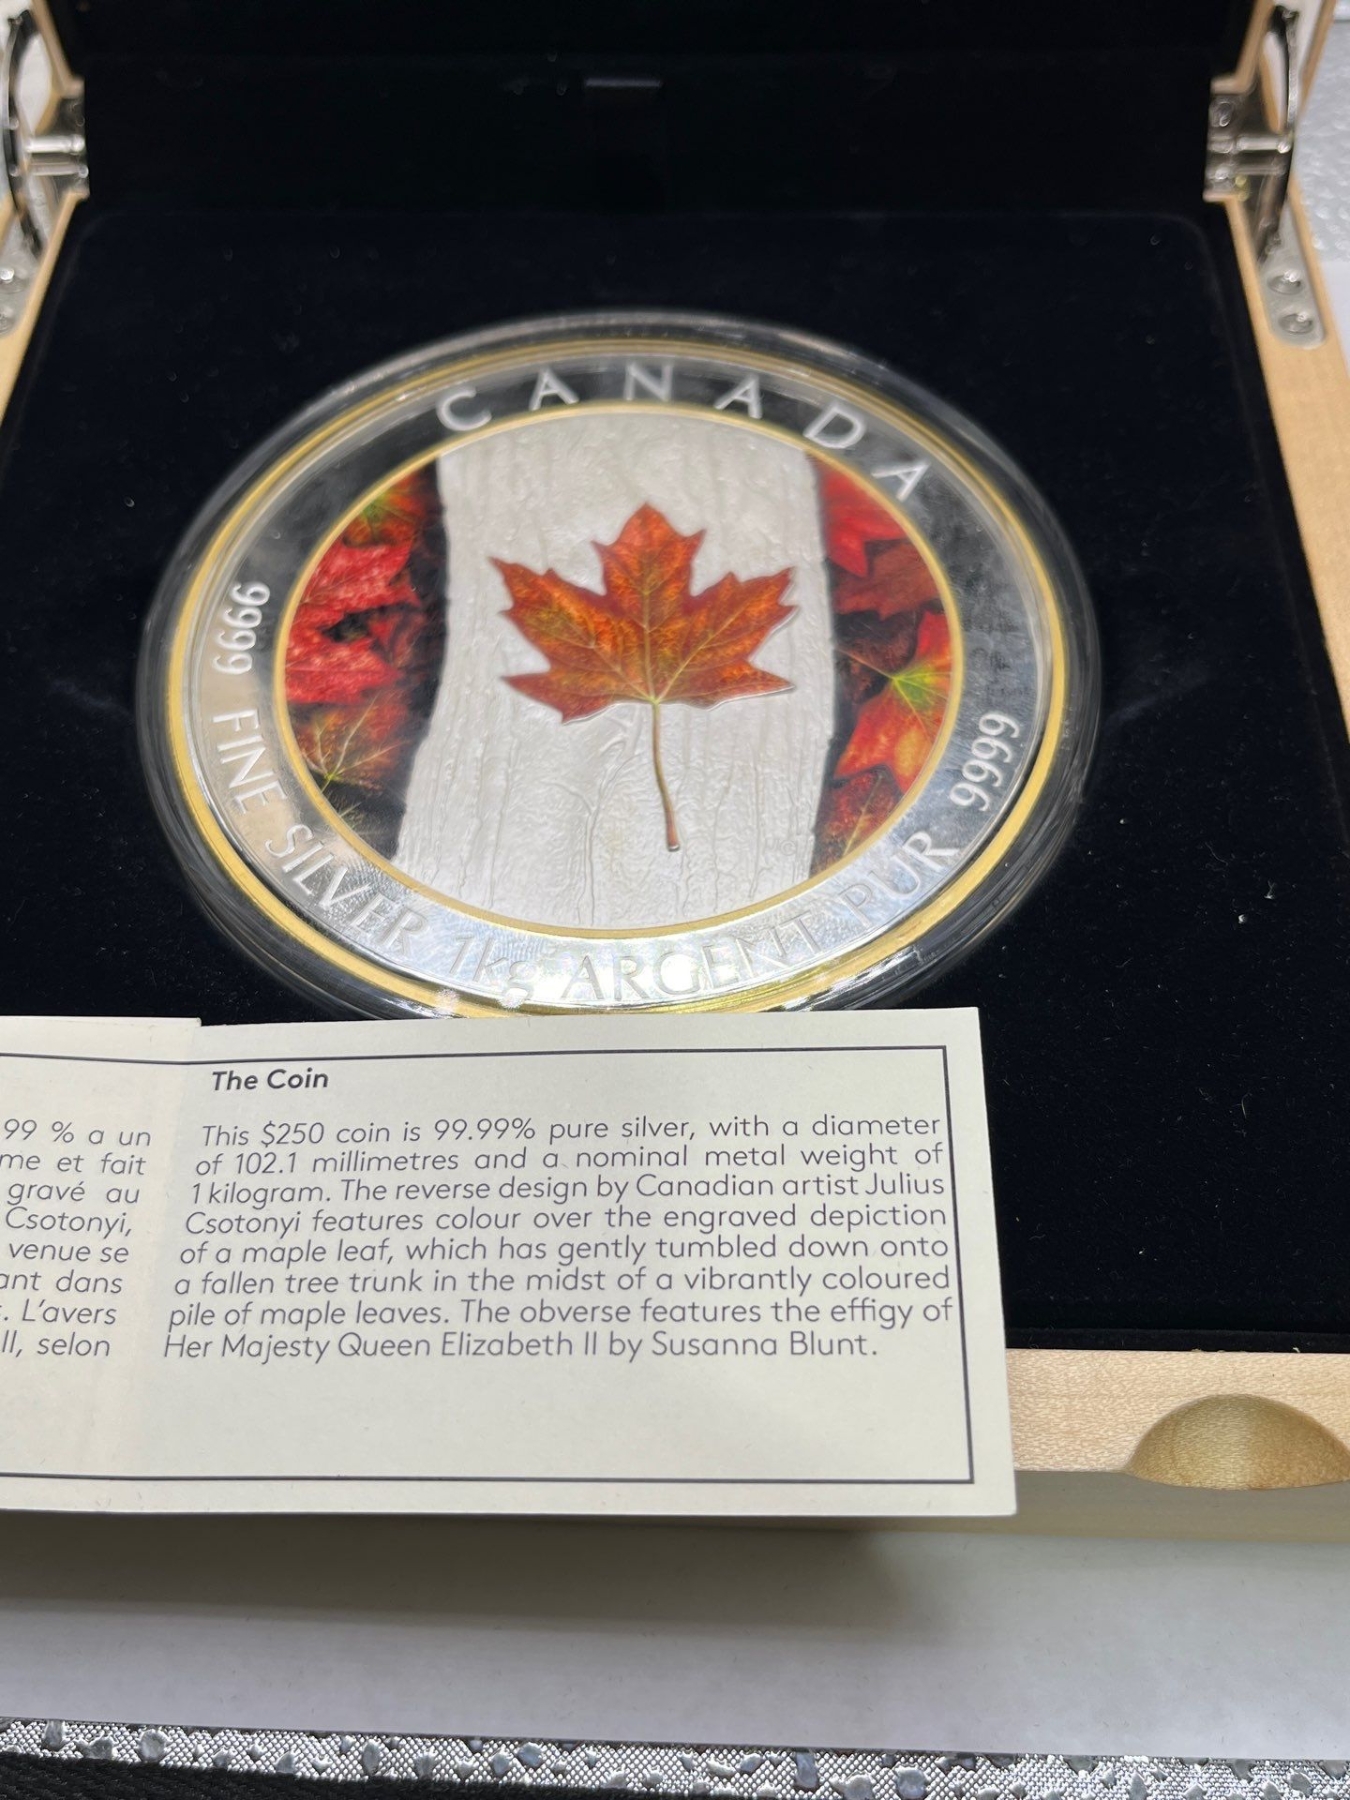 CANADA
9999 FINE SILVER 1kg ARGENT PUR 9999
99 % a un
me et fait
gravé au
Csotonyi,
venue se
ant dans
. L'avers
II, selon
The Coin
This $250 coin is 99.99% pure silver, with a diameter
of 102.1 millimetres and a nominal metal weight of
1 kilogram. The reverse design by Canadian artist Julius
Csotonyi features colour over the engraved depiction
of a maple leaf, which has gently tumbled down onto
a fallen tree trunk in the midst of a vibrantly coloured
pile of maple leaves. The obverse features the effigy of
Her Majesty Queen Elizabeth II by Susanna Blunt.